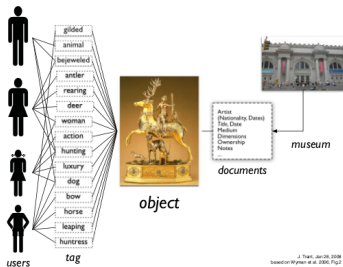 gilded
animal
bejeweled
antler
rearing
deer
woman
action
hunting
luxury
dog
bow
horse
leaping
huntress
users
tag
object
Artist
(Nationality, Dates)
Title, Date
Medium
Dimensions
Ownership
Notes
...
documents
museum
J. Trant, Jan 28, 2008
based on Wyman et al. 2006, Fig.2